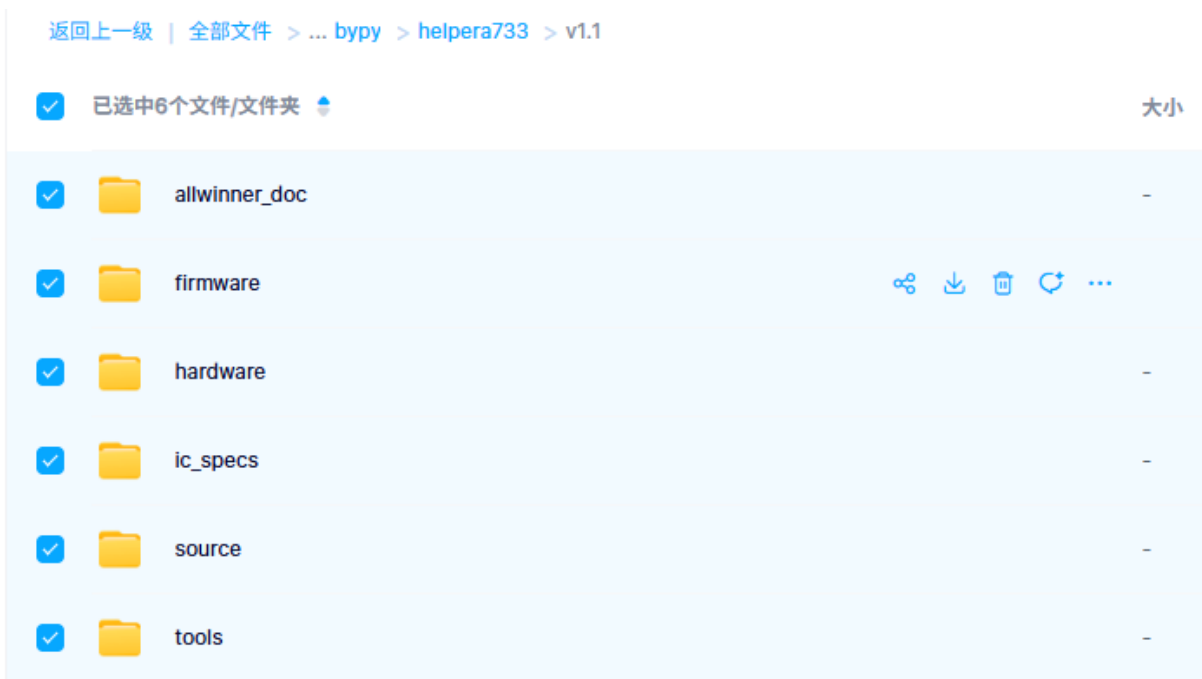 返回上一级 | 全部文件 > ... bypy > helpera733 > v1.1
已选中6个文件/文件夹 大小
allwinner_doc -
firmware
hardware -
ic_specs -
source -
tools -